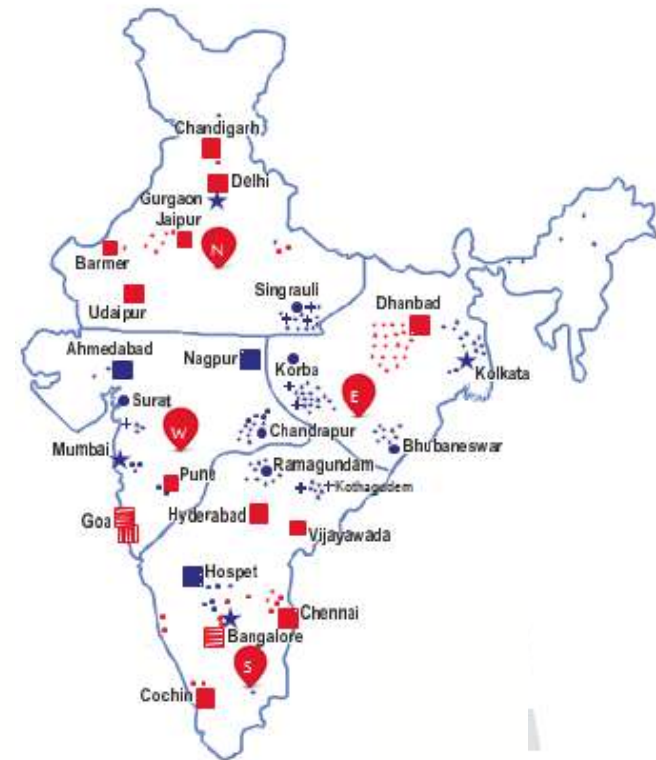 Chandigarh
Delhi
Gurgaon
Jaipur
N
Barmer
Udaipur
Singrauli
Dhanbad
Ahmedabad
Nagpur
Korba
Kolkata
Surat
E
W
Chandrapur
Bhubaneswar
Mumbai
Ramagundam
Pune
Kothagudem
Goa
Hyderabad
Vijayawada
Hospet
Chennai
Bangalore
S
Cochin